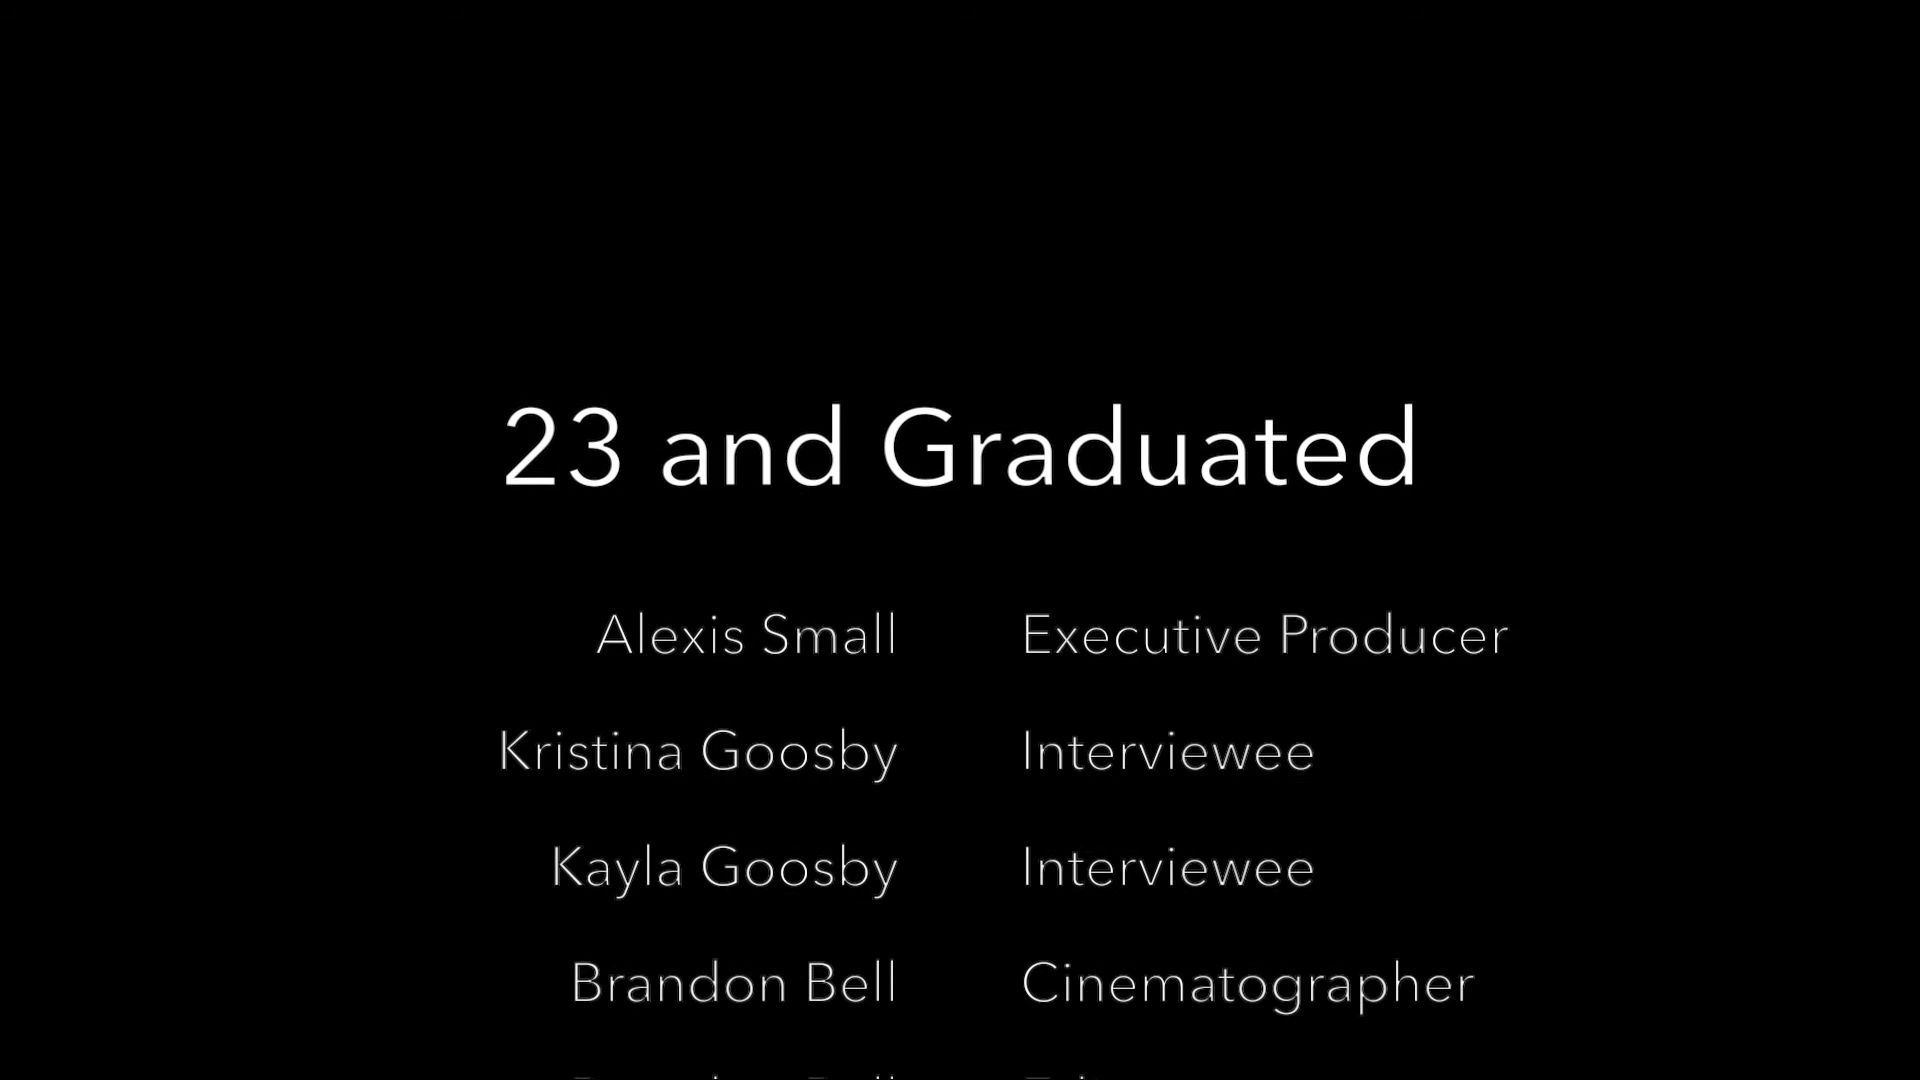 23 and Graduated
Alexis Small Executive Producer
Kristina Goosby Interviewee
Kayla Goosby Interviewee
Brandon Bell Cinematographer